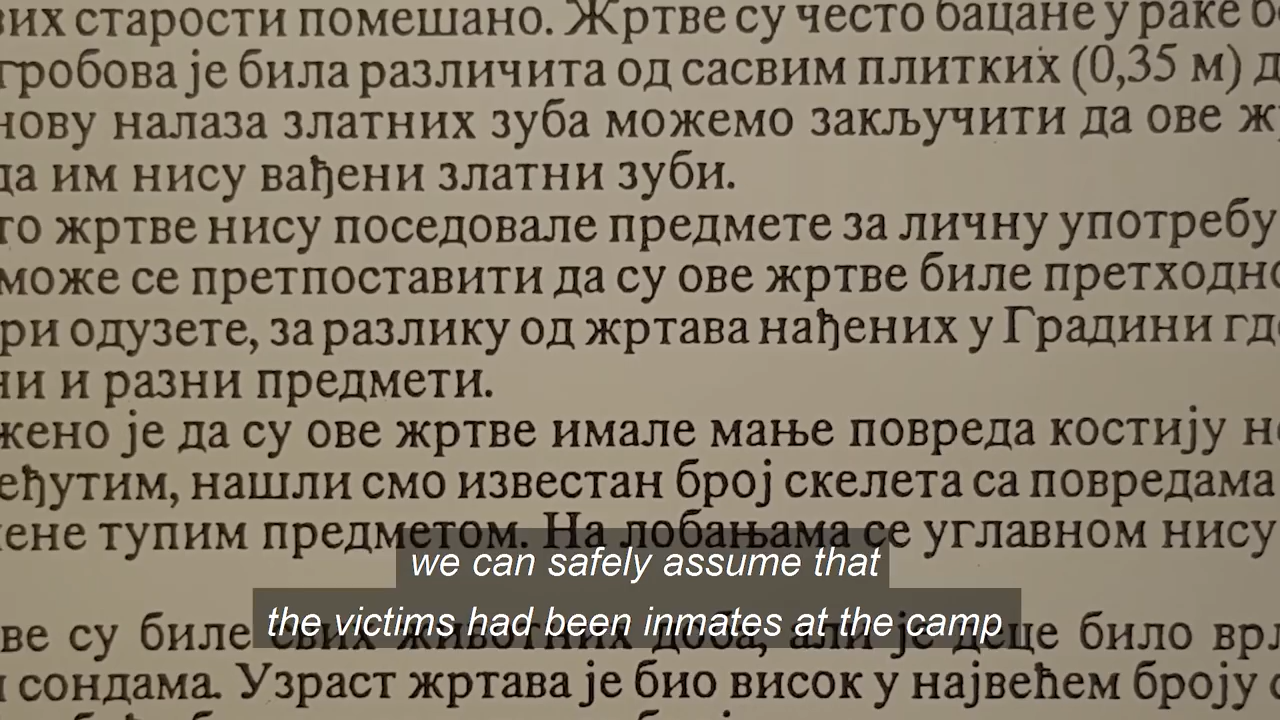 вих старости помешано. Жртве су често бацане у раке
гробова је била различита од сасвим плитких (0,35 м)
нову налаза златних зуба можемо закључити да ове
да им нису вађени златни зуби.
го жртве нису поседовале предмете за личну употребу
може се претпоставити да су ове жртве биле претходно
ри одузете, за разлику од жртава нађених у Градини
ни и разни предмети.
жено је да су ове жртве имале мање повреда костију
еђутим, нашли смо известан број скелета са повредама
ене тупим предметом. На лобањама се углавном нису
we can safely assume that
the victims had been inmates at the camp
ве су биле свих животних доба, али је деце било
сондама. Узраст жртава је био висок у највећем броју